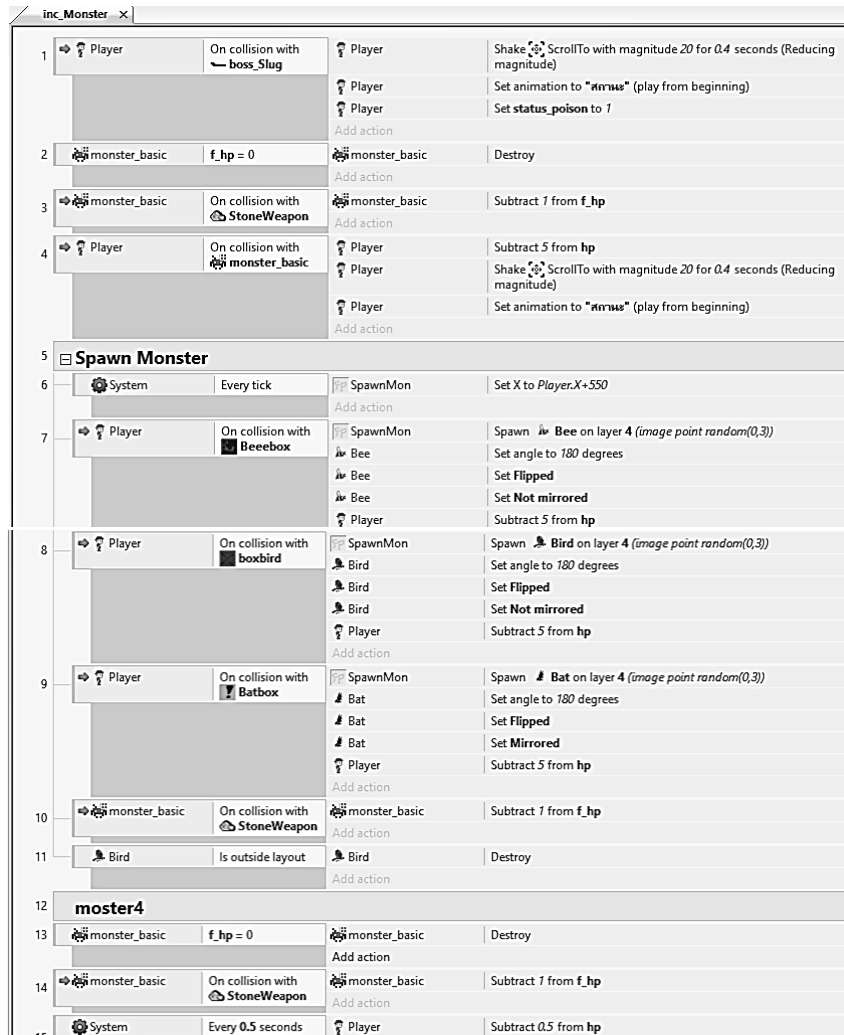 inc_Monster ×
1 Player On collision with Player Shake ScrollTo with magnitude 20 for 0.4 seconds (Reducing
boss_Slug magnitude)
Player Set animation to "สถานะ" (play from beginning)
Player Set status_poison to 1
Add action
2 monster_basic f_hp = 0 monster_basic Destroy
Add action
3 monster_basic On collision with monster_basic Subtract 1 from f_hp
StoneWeapon Add action
4 Player On collision with Player Subtract 5 from hp
monster_basic Player Shake ScrollTo with magnitude 20 for 0.4 seconds (Reducing
magnitude)
Player Set animation to "สถานะ" (play from beginning)
Add action
5 Spawn Monster
6 System Every tick SpawnMon Set X to Player.X+550
Add action
7 Player On collision with SpawnMon Spawn Bee on layer 4 (image point random(0,3))
Beeebox Bee Set angle to 180 degrees
Bee Set Flipped
Bee Set Not mirrored
Player Subtract 5 from hp
8 Player On collision with SpawnMon Spawn Bird on layer 4 (image point random(0,3))
boxbird Bird Set angle to 180 degrees
Bird Set Flipped
Bird Set Not mirrored
Player Subtract 5 from hp
Add action
9 Player On collision with SpawnMon Spawn Bat on layer 4 (image point random(0,3))
Batbox Bat Set angle to 180 degrees
Bat Set Flipped
Bat Set Mirrored
Player Subtract 5 from hp
Add action
10 monster_basic On collision with monster_basic Subtract 1 from f_hp
StoneWeapon Add action
11 Bird Is outside layout Bird Destroy
Add action
12 moster4
13 monster_basic f_hp = 0 monster_basic Destroy
Add action
14 monster_basic On collision with monster_basic Subtract 1 from f_hp
StoneWeapon Add action
System Every 0.5 seconds Player Subtract 0.5 from hp